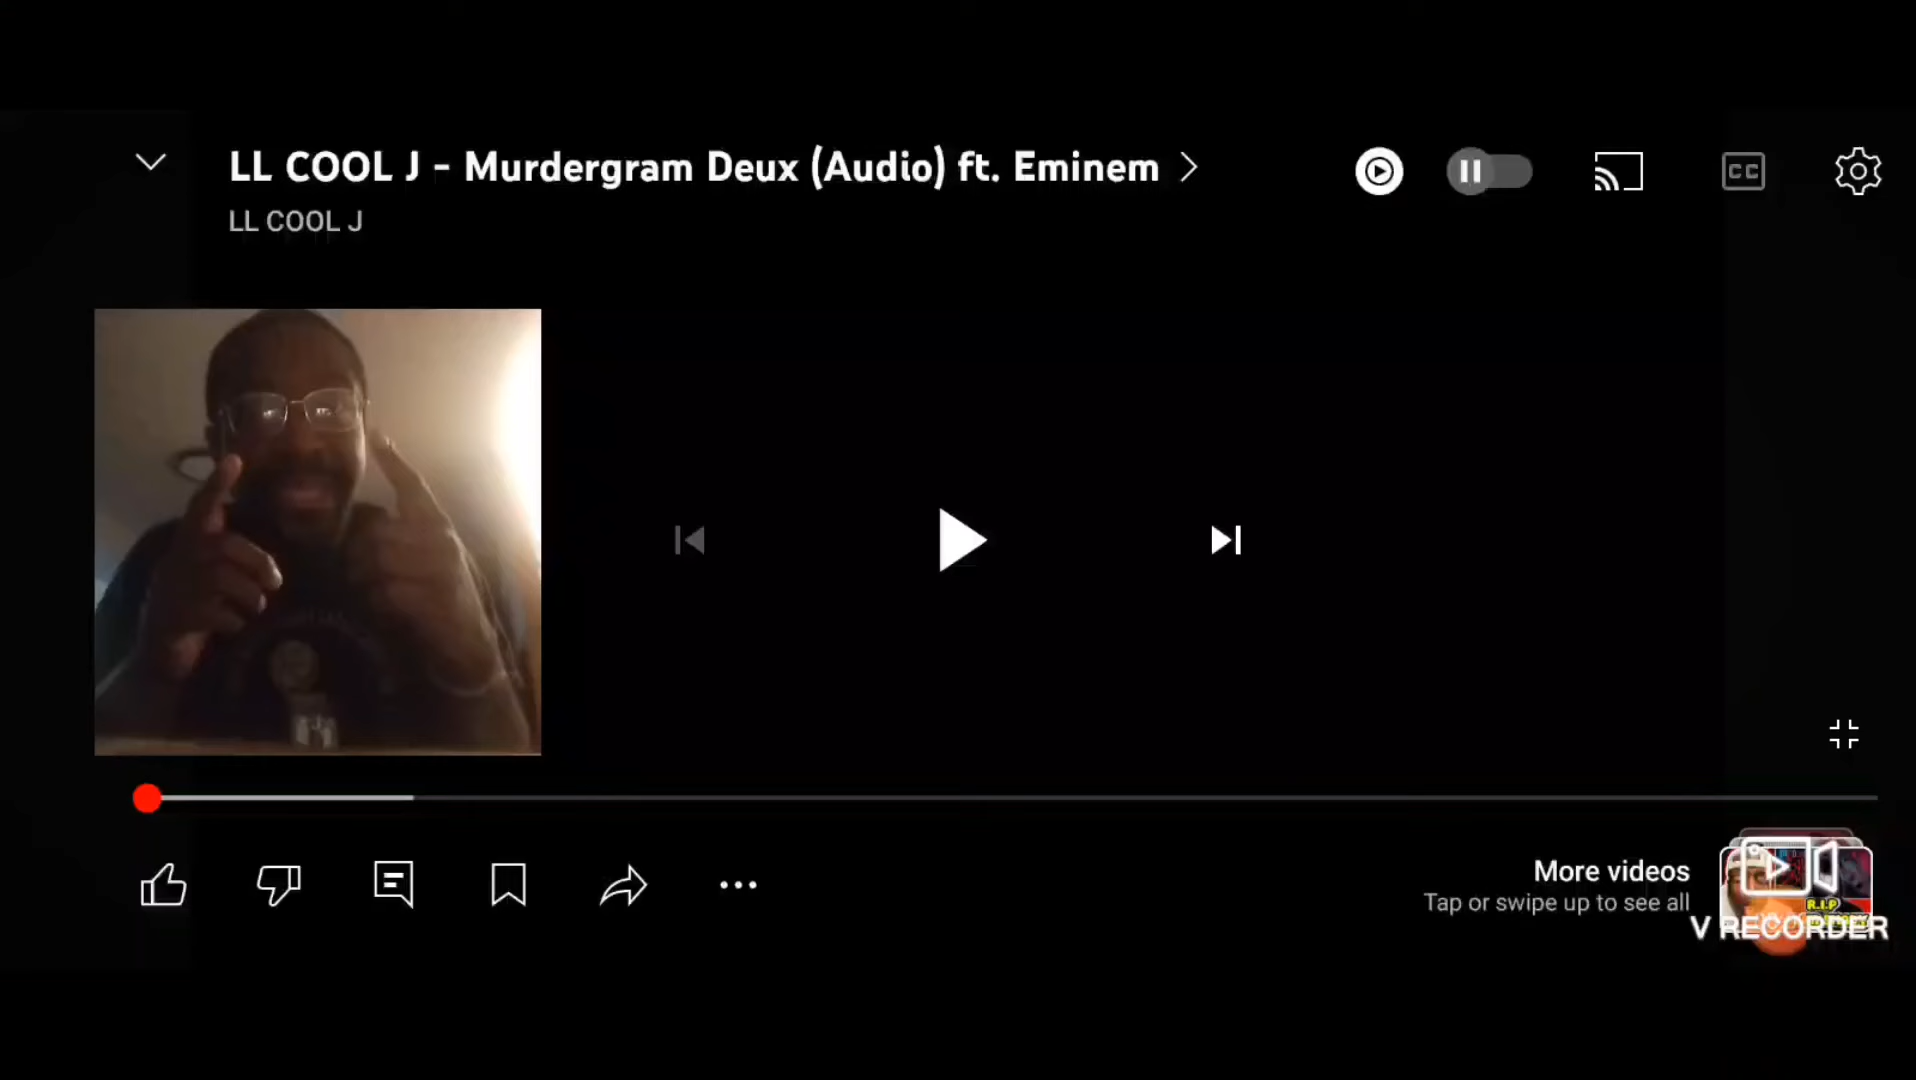 LL COOL J - Murdergram Deux (Audio) ft. Eminem
LL COOL J
CC
More videos
Tap or swipe up to see all
R.I.P
V RECORDER